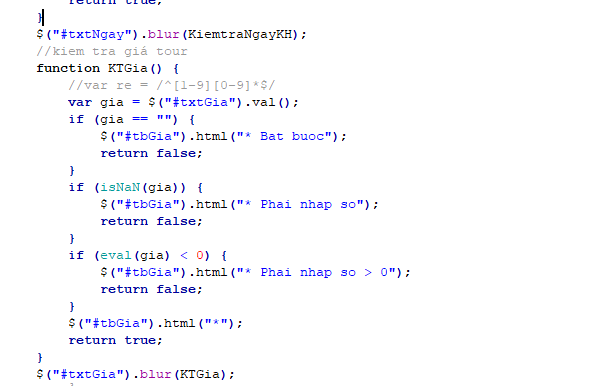 return true;
}
$("#txtNgay").blur(KiemtraNgayKH);
//kiem tra giá tour
function KTGia() {
//var re = /^[1-9][0-9]*$/
var gia = $("#txtGia").val();
if (gia == "") {
$("#tbGia").html("* Bat buoc");
return false;
}
if (isNaN(gia)) {
$("#tbGia").html("* Phai nhap so");
return false;
}
if (eval(gia) < 0) {
$("#tbGia").html("* Phai nhap so > 0");
return false;
}
$("#tbGia").html("*");
return true;
}
$("#txtGia").blur(KTGia);